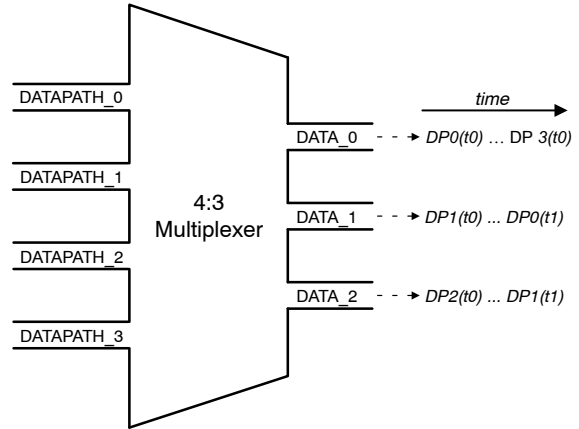 time
DATAPATH_0
DATA_0 DP0(t0) … DP 3(t0)
DATAPATH_1
4:3
Multiplexer
DATA_1 DP1(t0) ... DP0(t1)
DATAPATH_2
DATA_2 DP2(t0) ... DP1(t1)
DATAPATH_3